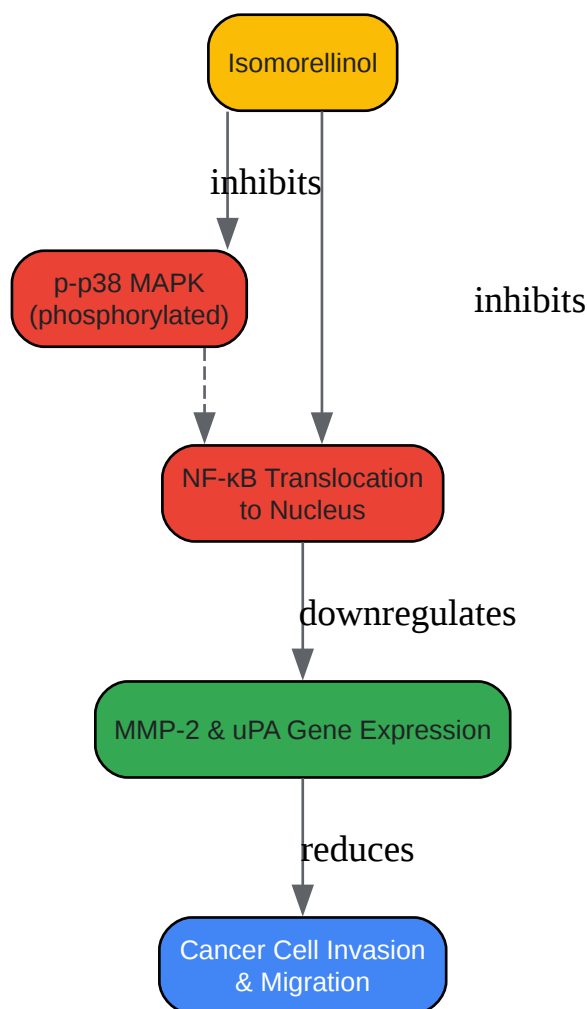 Isomorellinol
inhibits
p-p38 MAPK
(phosphorylated)
inhibits
NF-κB Translocation
to Nucleus
downregulates
MMP-2 & uPA Gene Expression
reduces
Cancer Cell Invasion
& Migration